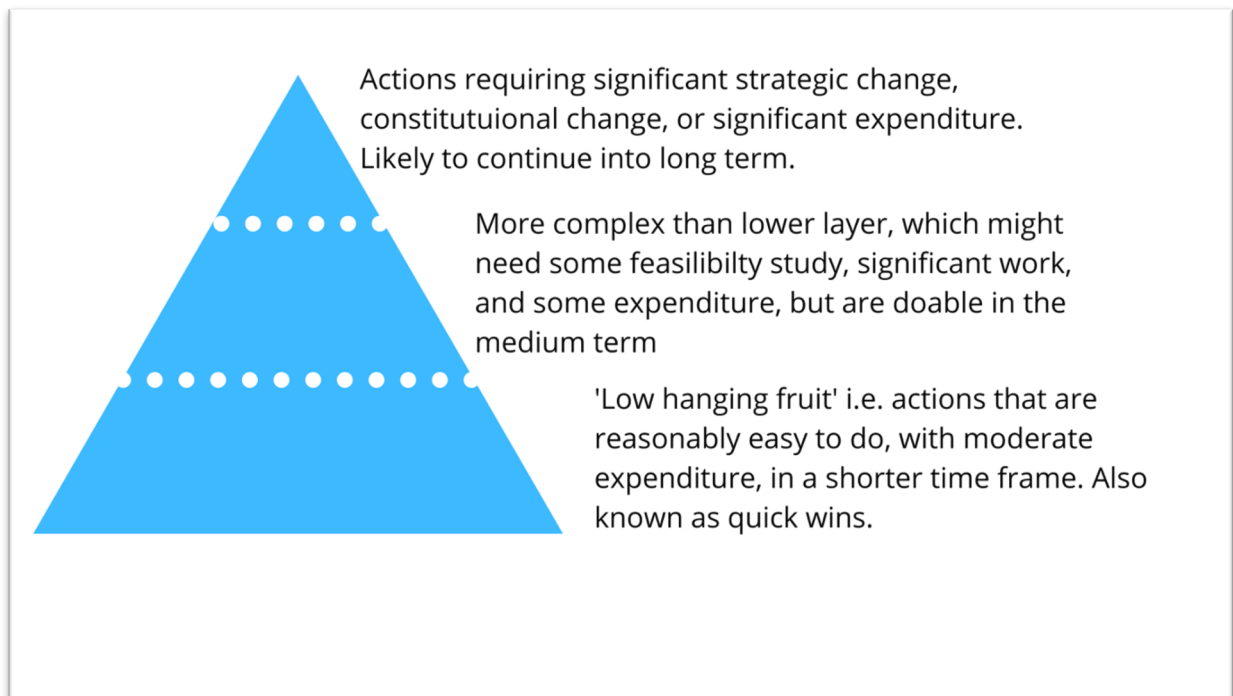 Actions requiring significant strategic change,
constitutuional change, or significant expenditure.
Likely to continue into long term.
More complex than lower layer, which might
need some feasilibilty study, significant work,
and some expenditure, but are doable in the
medium term
'Low hanging fruit' i.e. actions that are
reasonably easy to do, with moderate
expenditure, in a shorter time frame. Also
known as quick wins.